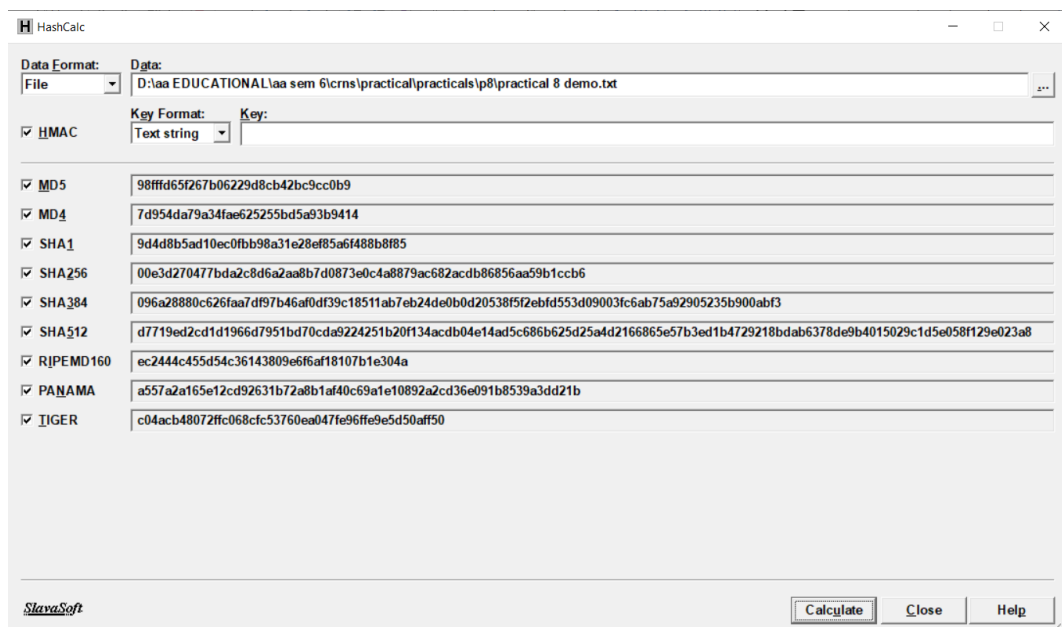 HashCalc
Data Format: Data:
File D:\aa EDUCATIONAL\aa sem 6\crns\practical\practicals\p8\practical 8 demo.txt ...
Key Format: Key:
HMAC Text string
MD5 98fffd65f267b06229d8cb42bc9cc0b9
MD4 7d954da79a34fae625255bd5a93b9414
SHA1 9d4d8b5ad10ec0fbb98a31e28ef85a6f488b8f85
SHA256 00e3d270477bda2c8d6a2aa8b7d0873e0c4a8879ac682acdb86856aa59b1ccb6
SHA384 096a28880c626faa7df97b46af0df39c18511ab7eb24de0b0d20538f5f2ebfd553d09003fc6ab75a92905235b900abf3
SHA512 d7719ed2cd1d1966d7951bd70cda9224251b20f134acdb04e14ad5c686b625d25a4d2166865e57b3ed1b4729218bdab6378de9b4015029c1d5e058f129e023a8
RIPEMD160 ec2444c455d54c36143809e6f6af18107b1e304a
PANAMA a557a2a165e12cd92631b72a8b1af40c69a1e10892a2cd36e091b8539a3dd21b
TIGER c04acb48072ffc068cfc53760ea047fe96ffe9e5d50aff50
SlavaSoft Calculate Close Help